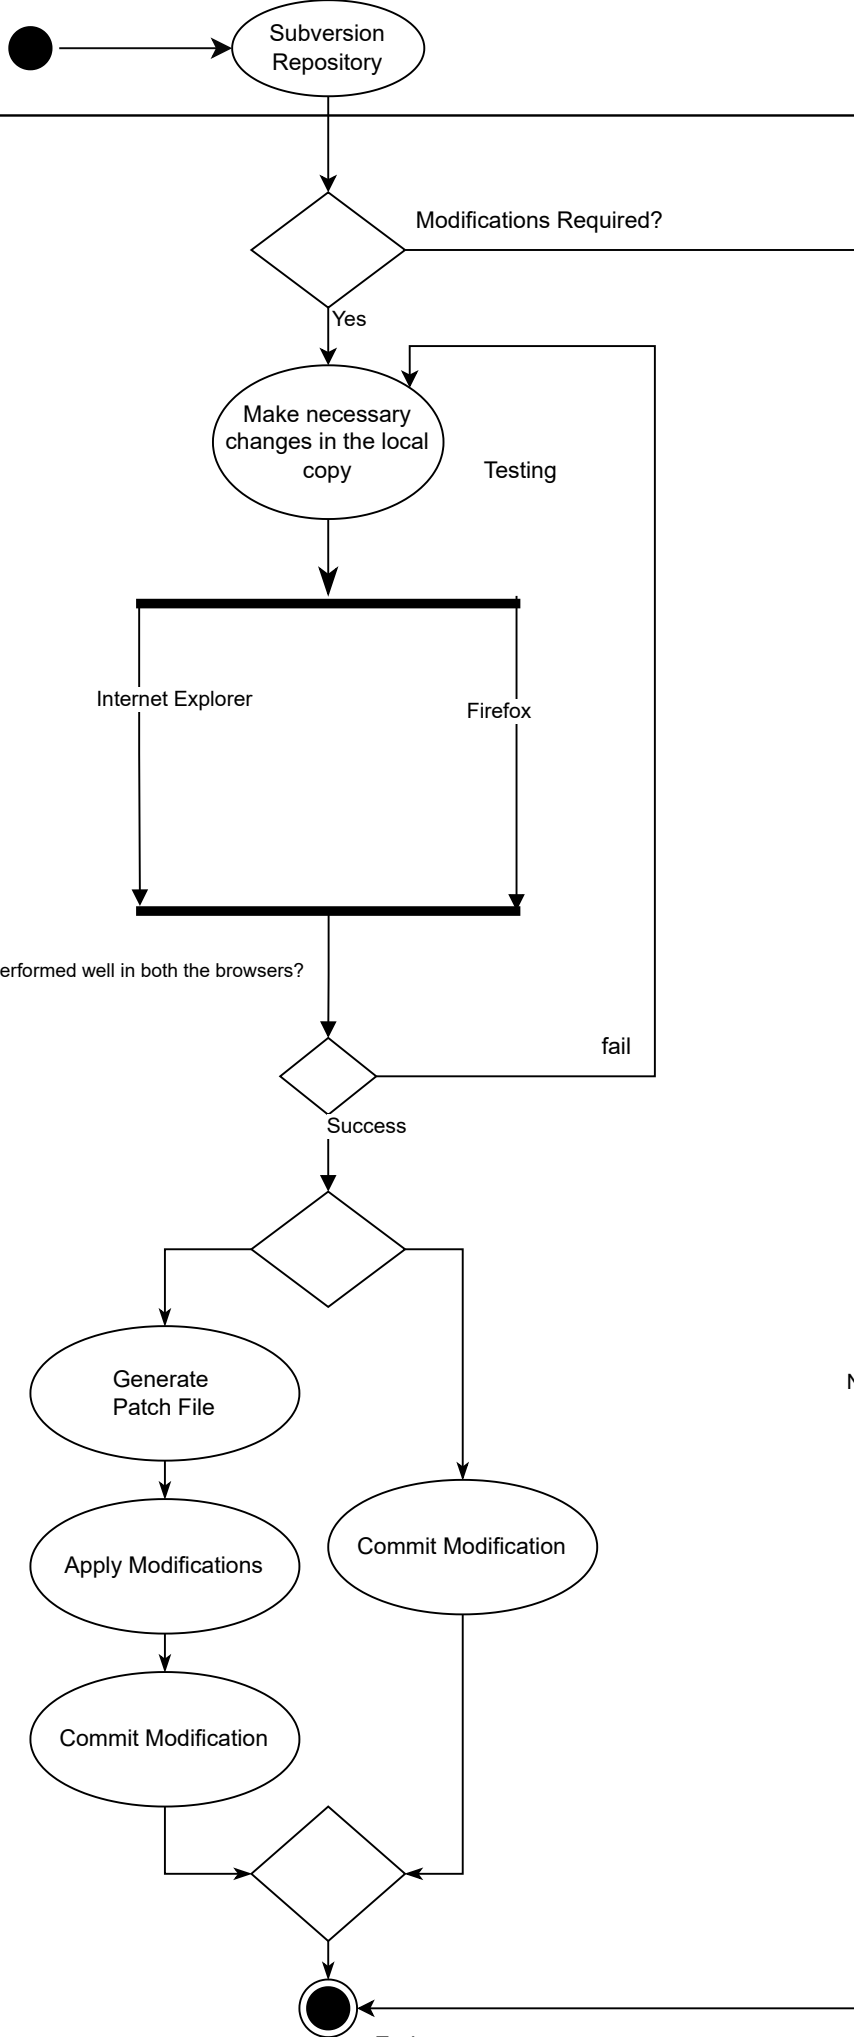 Subversion
Repository
Modifications Required?
Yes
Make necessary
changes in the local
copy
Testing
Internet Explorer
Firefox
erformed well in both the browsers?
fail
Success
Generate
Patch File
Apply Modifications
Commit Modification
Commit Modification